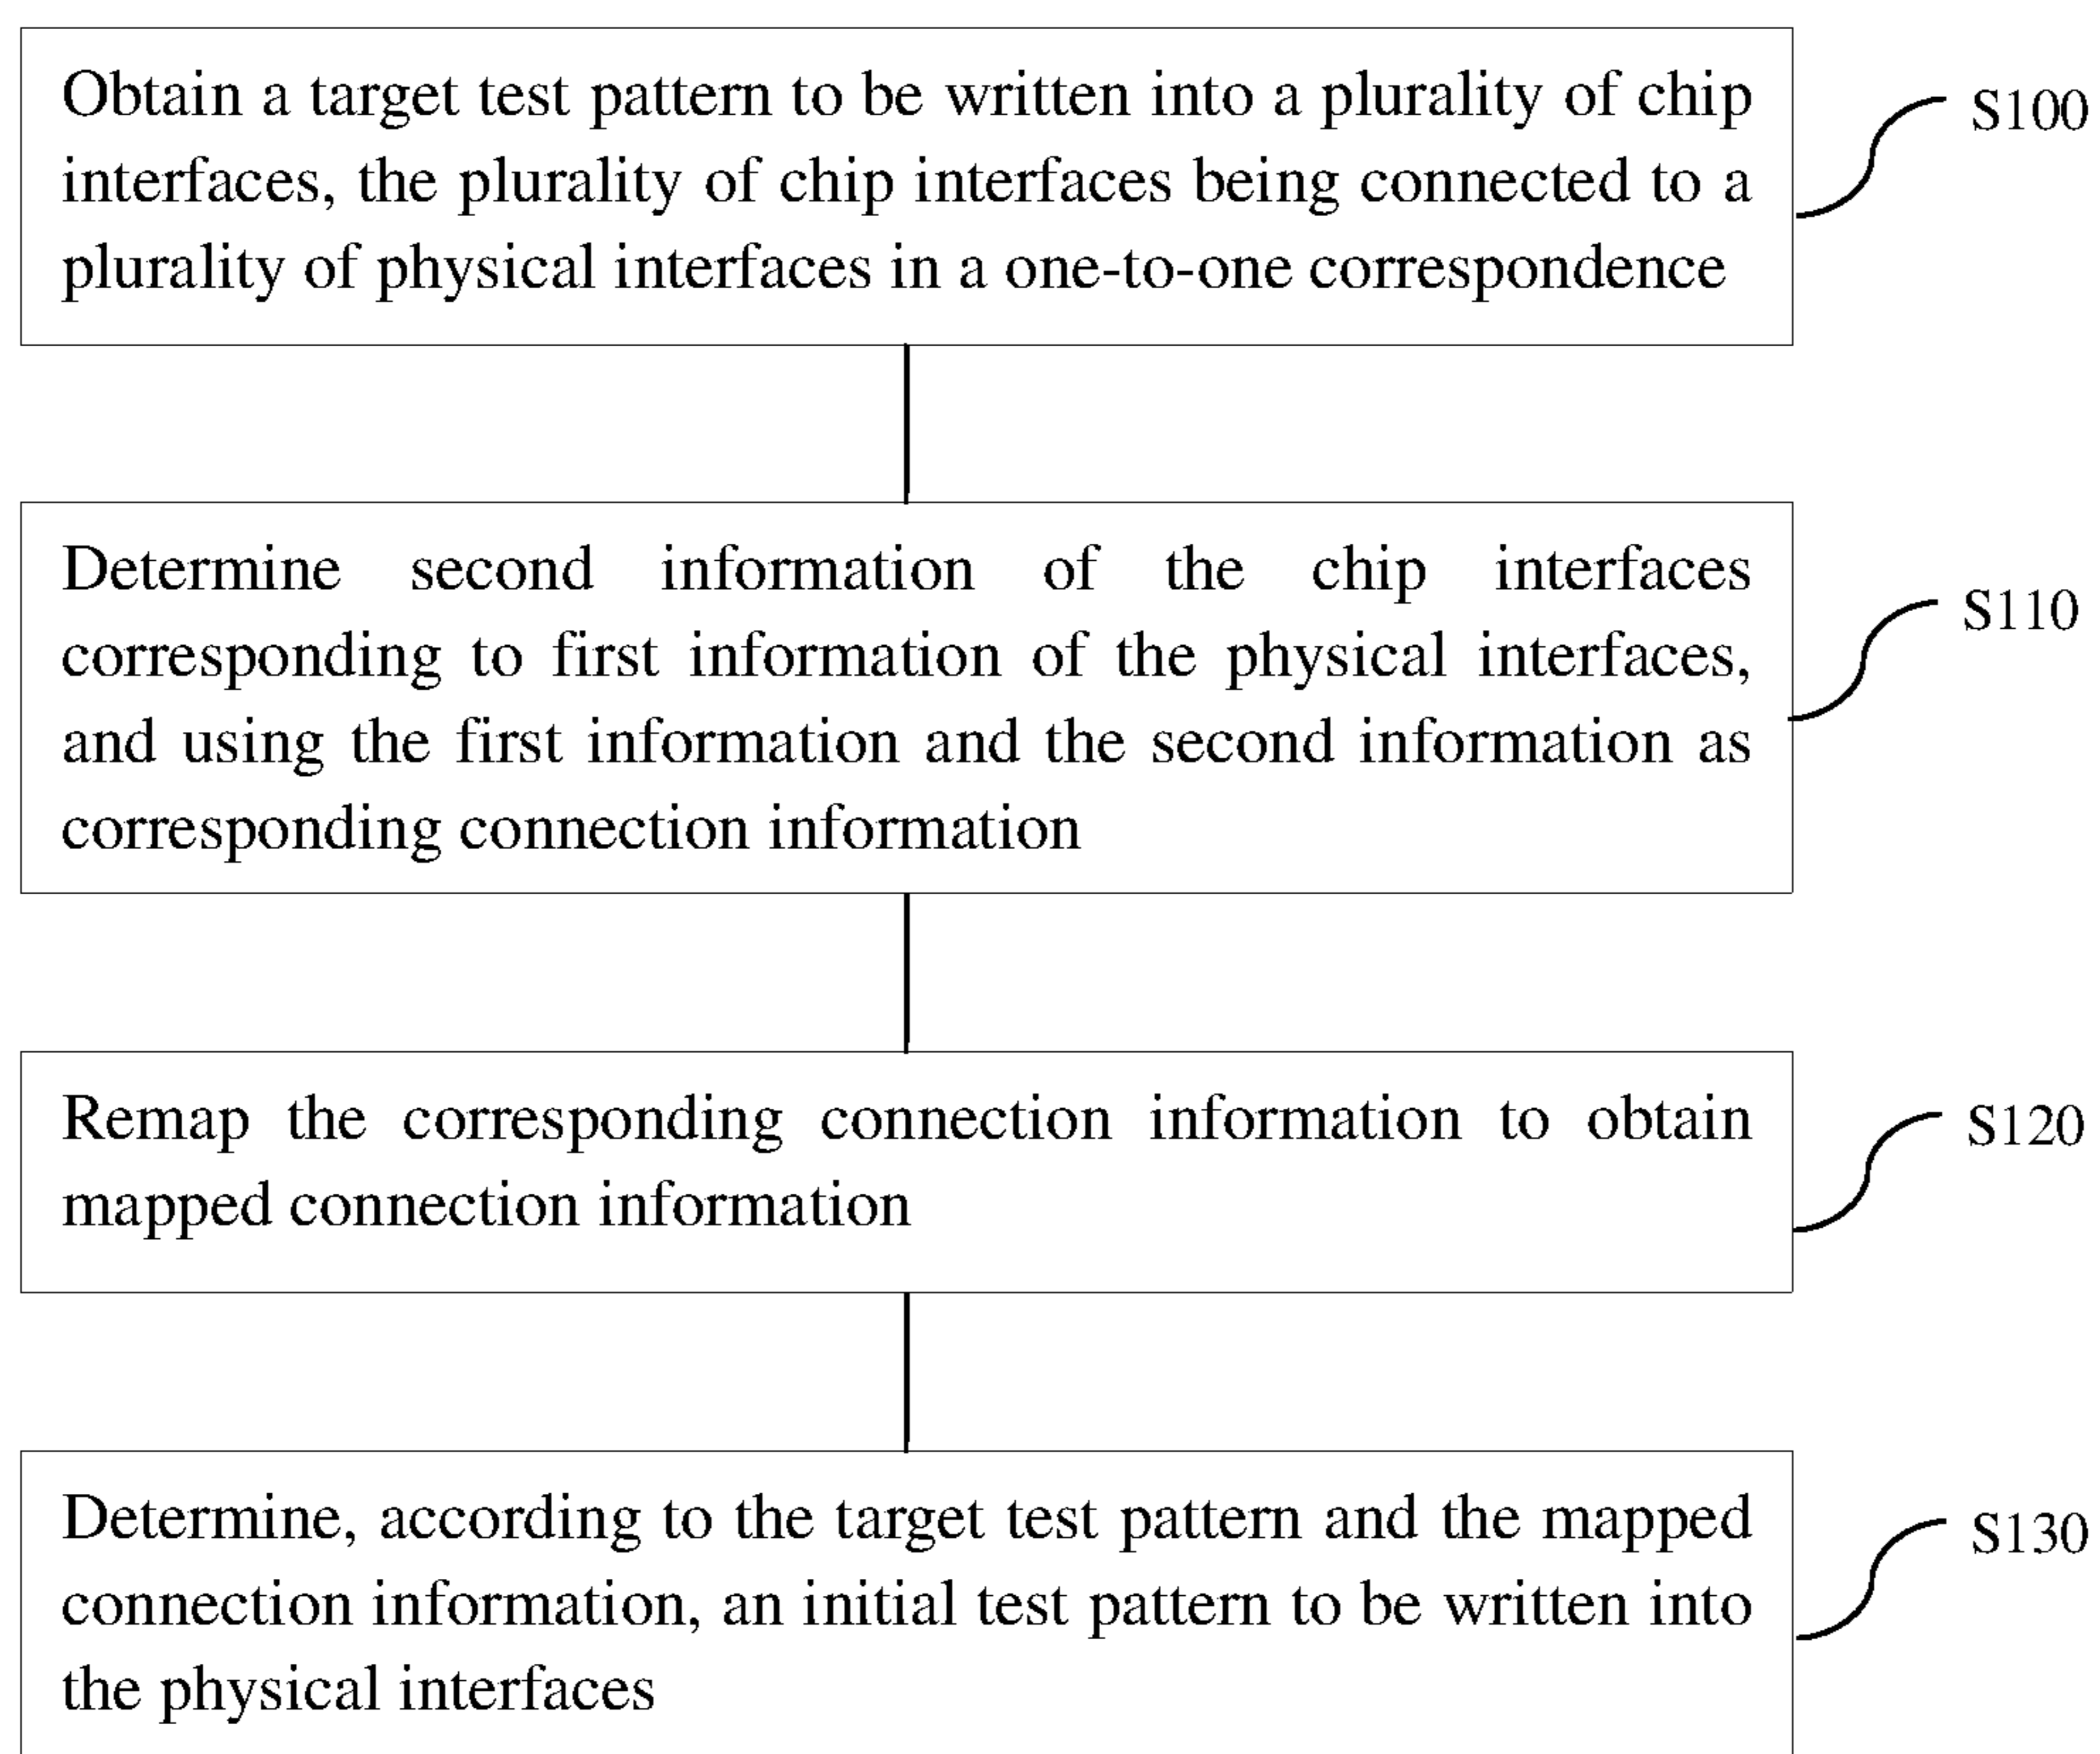 Obtain a target test pattern to be written into a plurality of chip
interfaces, the plurality of chip interfaces being connected to a
plurality of physical interfaces in a one-to-one correspondence
S100
Determine second information of the chip interfaces
corresponding to first information of the physical interfaces,
and using the first information and the second information as
corresponding connection information
S110
Remap the corresponding connection information to obtain
mapped connection information
S120
Determine, according to the target test pattern and the mapped
connection information, an initial test pattern to be written into
the physical interfaces
S130